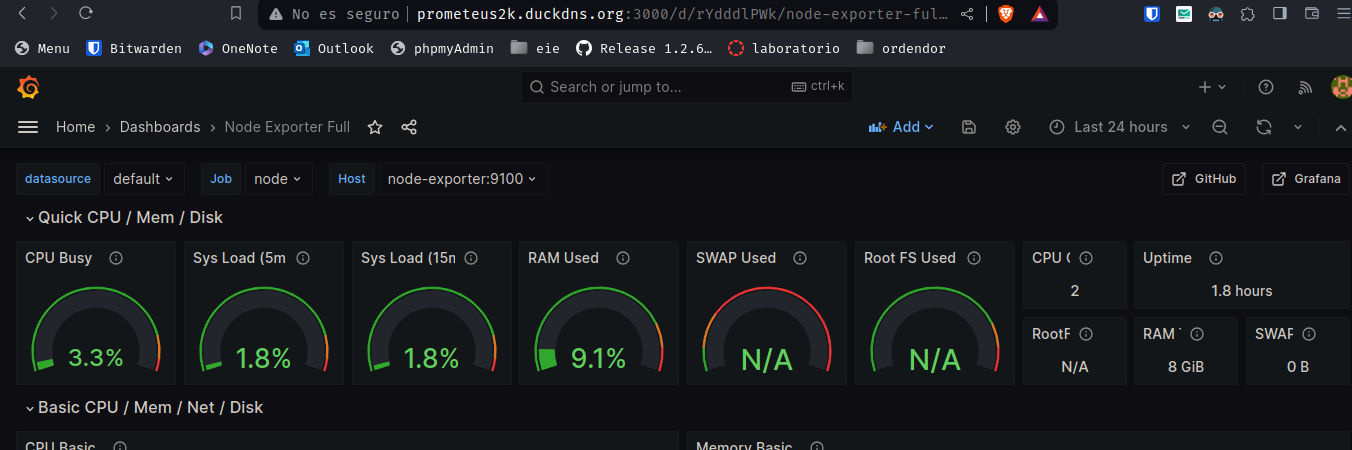 No es seguro prometeus2k.duckdns.org:3000/d/rYdddlPWk/node-exporter-ful…
Menu Bitwarden OneNote Outlook phpmyAdmin eie Release 1.2.6… laboratorio ordendor
Search or jump to... ctrl+k
Home Dashboards Node Exporter Full Add Last 24 hours
datasource default Job node Host node-exporter:9100 GitHub Grafana
Quick CPU / Mem / Disk
CPU Busy Sys Load (5m Sys Load (15m RAM Used SWAP Used Root FS Used CPU C Uptime
2 1.8 hours
3.3% 1.8% 1.8% 9.1% N/A N/A
RootF RAM T SWAP
N/A 8 GiB 0 B
Basic CPU / Mem / Net / Disk
CPU Basic Memory Basic